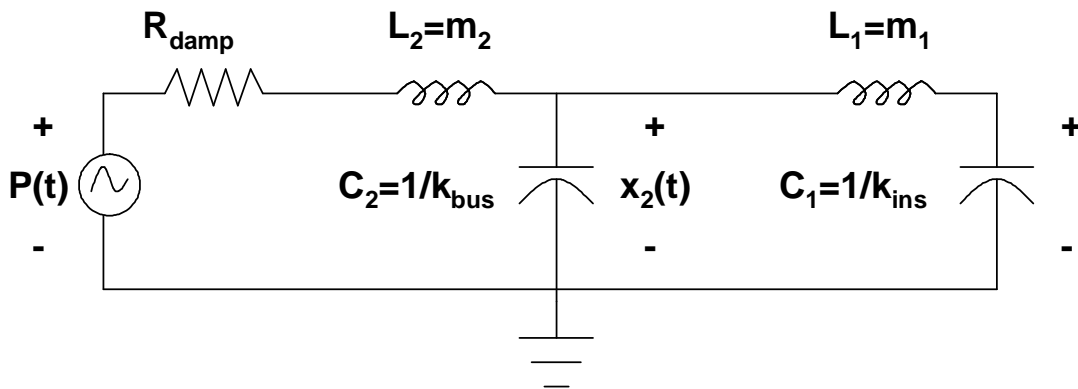 R_damp L_2=m_2 L_1=m_1
+ + +
P(t) C_2=1/k_bus x_2(t) C_1=1/k_ins
- - -